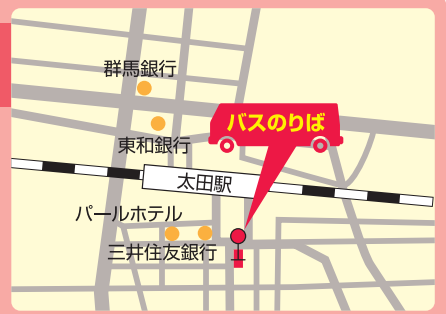 群馬銀行
バスのりば
東和銀行
太田駅
パールホテル
三井住友銀行